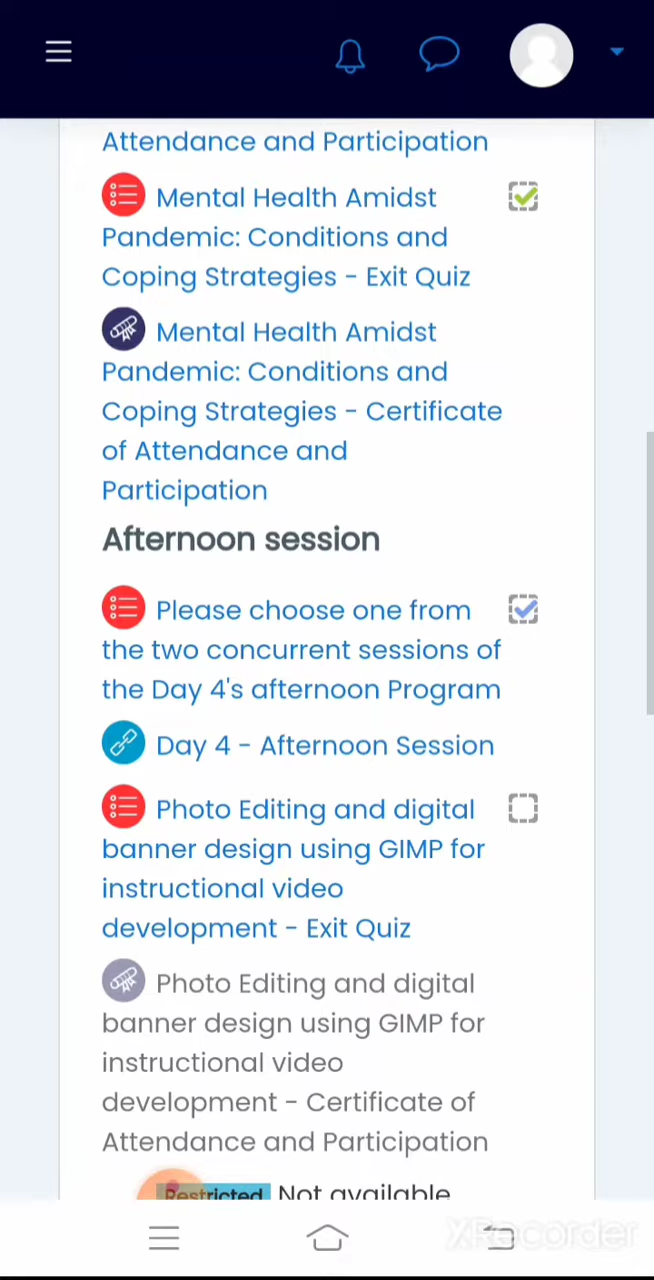 Attendance and Participation
Mental Health Amidst
Pandemic: Conditions and
Coping Strategies - Exit Quiz
Mental Health Amidst
Pandemic: Conditions and
Coping Strategies - Certificate
of Attendance and
Participation
Afternoon session
Please choose one from
the two concurrent sessions of
the Day 4's afternoon Program
Day 4 - Afternoon Session
Photo Editing and digital
banner design using GIMP for
instructional video
development - Exit Quiz
Photo Editing and digital
banner design using GIMP for
instructional video
development - Certificate of
Attendance and Participation
Restricted Not available
XRecorder